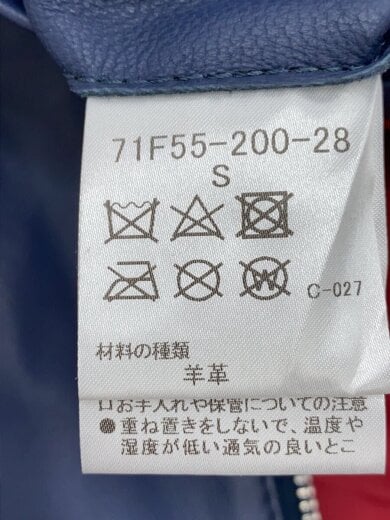 71F55-200-28
S
W
C-027
材料の種類
羊革
お手入れや保管についての注意
●重ね置きをしないで、温度や
湿度が低い通気の良いとこ